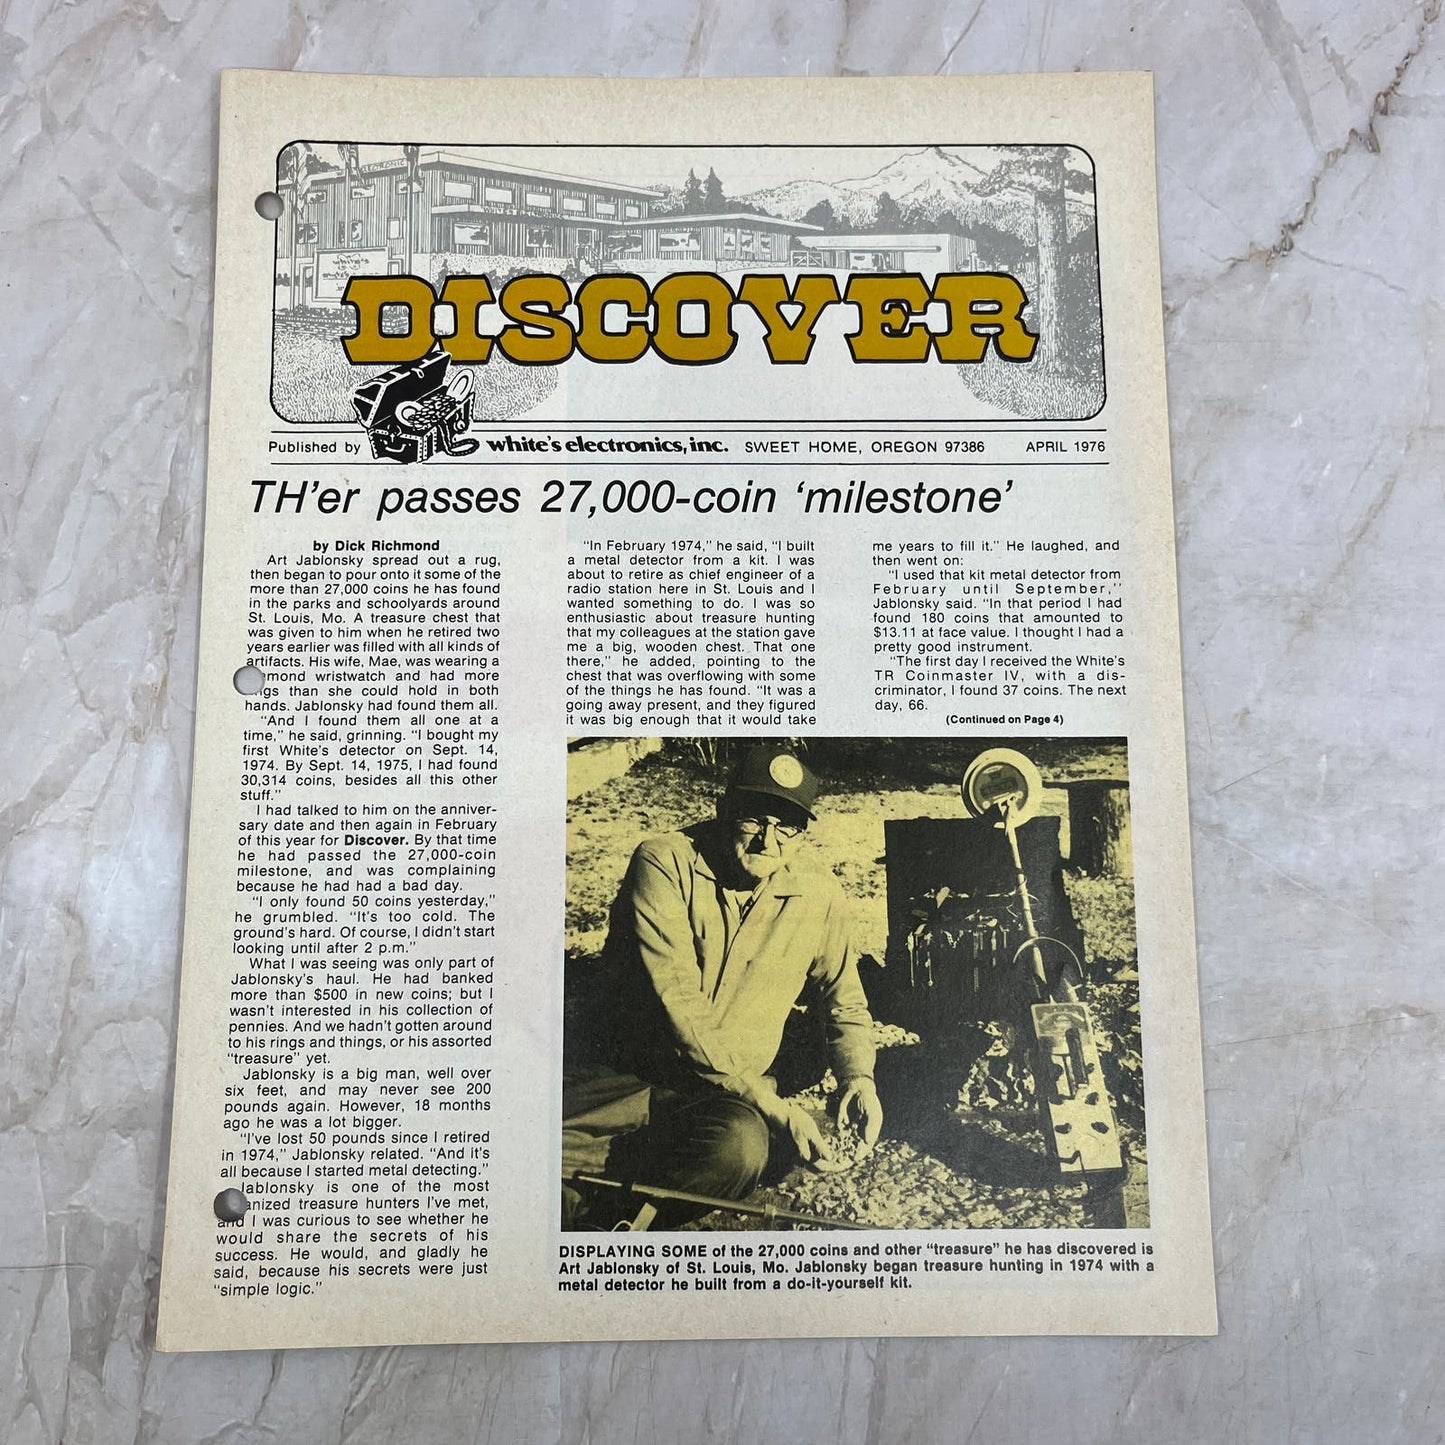 ELECTRONIC
DISCOVER
Published by white's electronics, inc. SWEET HOME, OREGON 97386 APRIL 1976
TH'er passes 27,000-coin 'milestone'
by Dick Richmond
Art Jablonsky spread out a rug,
then began to pour onto it some of the
more than 27,000 coins he has found
in the parks and schoolyards around
St. Louis, Mo. A treasure chest that
was given to him when he retired two
years earlier was filled with all kinds of
artifacts. His wife, Mae, was wearing a
mond wristwatch and had more
gs than she could hold in both
hands. Jablonsky had found them all.
"And I found them all one at a
time," he said, grinning. "I bought my
first White's detector on Sept. 14,
1974. By Sept. 14, 1975, I had found
30,314 coins, besides all this other
stuff."
I had talked to him on the anniver-
sary date and then again in February
of this year for Discover. By that time
he had passed the 27,000-coin
milestone, and was complaining
because he had had a bad day.
"I only found 50 coins yesterday,"
he grumbled. "It's too cold. The
ground's hard. Of course, I didn't start
looking until after 2 p.m."
What I was seeing was only part of
Jablonsky's haul. He had banked
more than $500 in new coins; but I
wasn't interested in his collection of
pennies. And we hadn't gotten around
to his rings and things, or his assorted
"treasure" yet.
Jablonsky is a big man, well over
six feet, and may never see 200
pounds again. However, 18 months
ago he was a lot bigger.
"I've lost 50 pounds since I retired
in 1974," Jablonsky related. "And it's
all because I started metal detecting."
Jablonsky is one of the most
anized treasure hunters I've met,
and I was curious to see whether he
would share the secrets of his
success. He would, and gladly he
said, because his secrets were just
"simple logic."
"In February 1974," he said, "I built
a metal detector from a kit. I was
about to retire as chief engineer of a
radio station here in St. Louis and I
wanted something to do. I was so
enthusiastic about treasure hunting
that my colleagues at the station gave
me a big, wooden chest. That one
there," he added, pointing to the
chest that was overflowing with some
of the things he has found. "It was a
going away present, and they figured
it was big enough that it would take
me years to fill it." He laughed, and
then went on:
"I used that kit metal detector from
February until September,"
Jablonsky said. "In that period I had
found 180 coins that amounted to
$13.11 at face value. I thought I had a
pretty good instrument.
"The first day I received the White's
TR Coinmaster IV, with a dis-
criminator, I found 37 coins. The next
day, 66.
(Continued on Page 4)
DISPLAYING SOME of the 27,000 coins and other "treasure" he has discovered is
Art Jablonsky of St. Louis, Mo. Jablonsky began treasure hunting in 1974 with a
metal detector he built from a do-it-yourself kit.